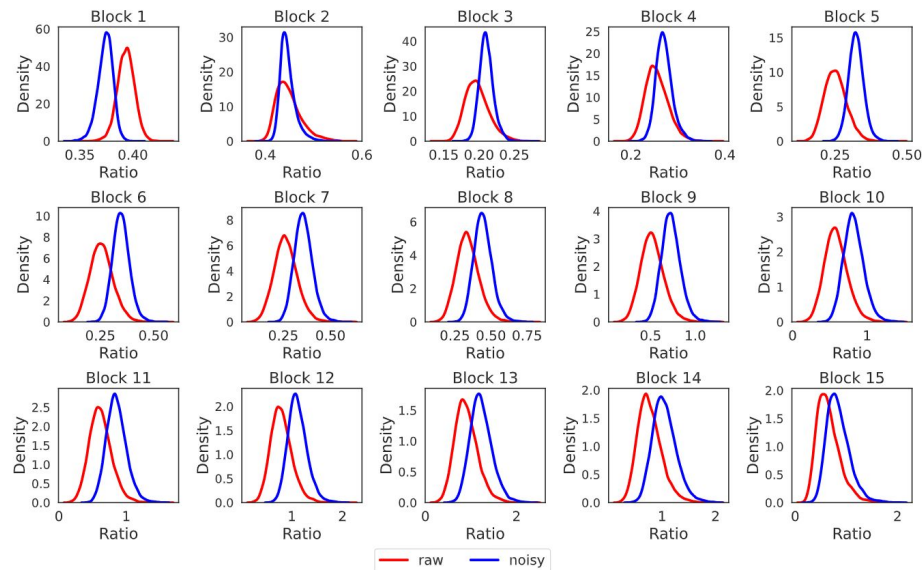 Block 1 Block 2 Block 3 Block 4 Block 5
Density Density Density Density Density
60 40 20 0
30 20 10 0
40 20 0
25 20 15 10 5 0
15 10 5 0
0.35 0.40
0.4 0.6
0.15 0.20 0.25
0.2 0.4
0.25 0.50
Ratio Ratio Ratio Ratio Ratio
Block 6 Block 7 Block 8 Block 9 Block 10
Density Density Density Density Density
10 8 6 4 2 0
8 6 4 2 0
6 4 2 0
4 3 2 1 0
3 2 1 0
0.25 0.50
0.25 0.50
0.25 0.50 0.75
0.5 1.0
0 1
Ratio Ratio Ratio Ratio Ratio
Block 11 Block 12 Block 13 Block 14 Block 15
Density Density Density Density Density
2.5 2.0 1.5 1.0 0.5 0.0
2.0 1.5 1.0 0.5 0.0
1.5 1.0 0.5 0.0
2.0 1.5 1.0 0.5 0.0
2.0 1.5 1.0 0.5 0.0
0 1
1 2
0 2
1 2
0 1 2
Ratio Ratio Ratio Ratio Ratio
raw noisy